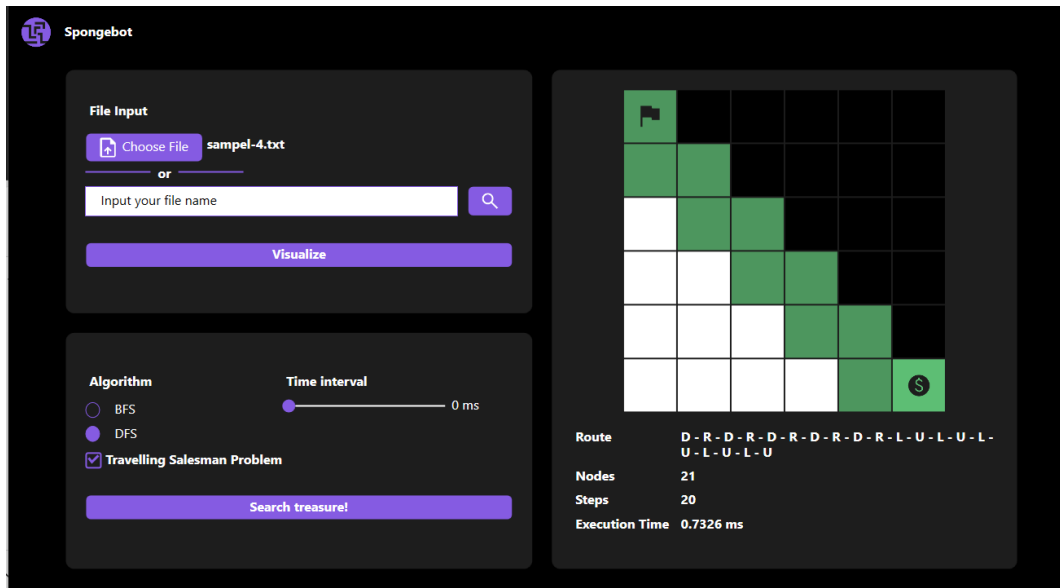 Spongebot
File Input
Choose File sampel-4.txt
or
Input your file name
Visualize
Algorithm
Time interval
BFS
0 ms
DFS
Travelling Salesman Problem
Search treasure!
$
Route D - R - D - R - D - R - D - R - D - R - L - U - L - U - L -
U - L - U - L - U
Nodes 21
Steps 20
Execution Time 0.7326 ms